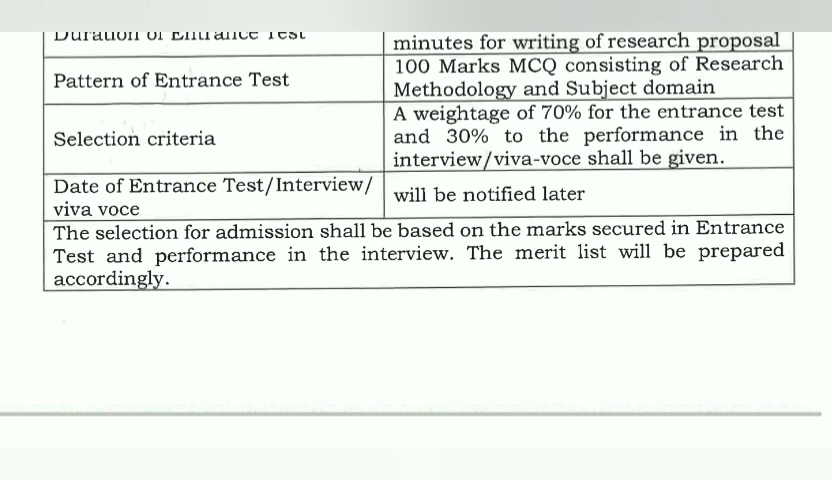 Duration of Entrance Test
minutes for writing of research proposal
Pattern of Entrance Test
100 Marks MCQ consisting of Research
Methodology and Subject domain
Selection criteria
A weightage of 70% for the entrance test
and 30% to the performance in the
interview/viva-voce shall be given.
Date of Entrance Test/Interview/
viva voce
will be notified later
The selection for admission shall be based on the marks secured in Entrance
Test and performance in the interview. The merit list will be prepared
accordingly.